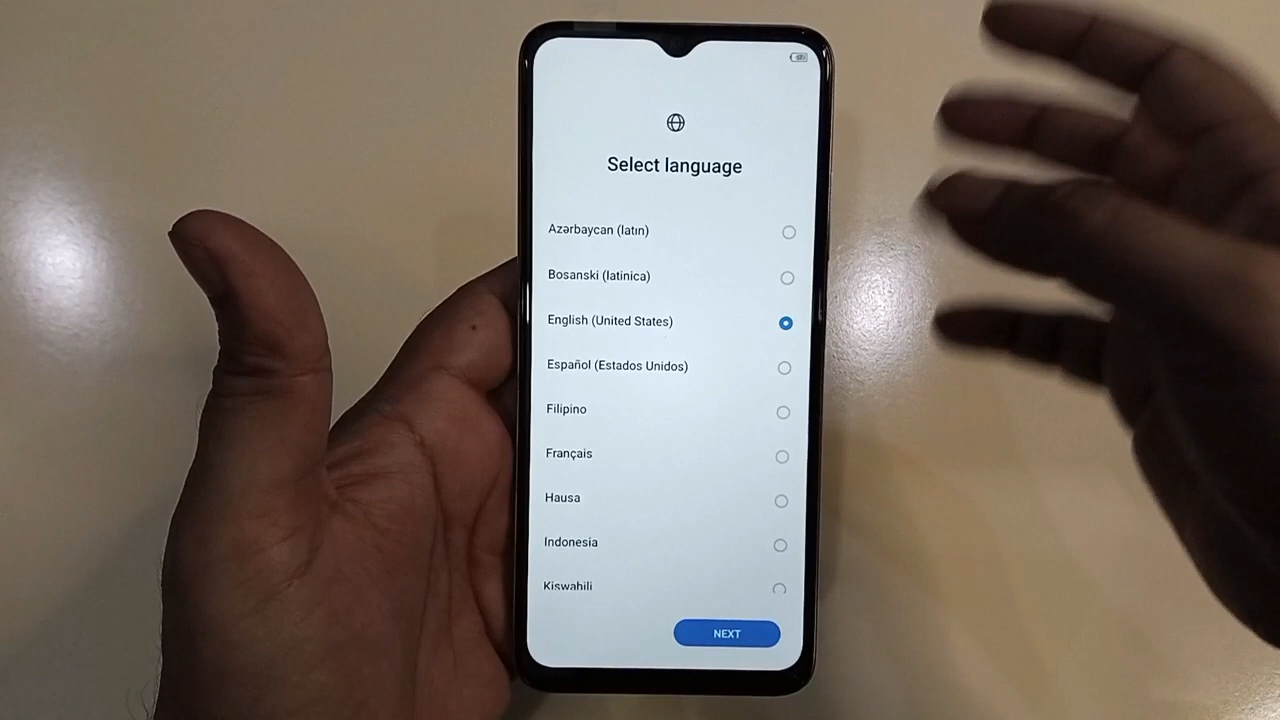 Select language
Azərbaycan (latın)
Bosanski (latinica)
English (United States)
Español (Estados Unidos)
Filipino
Français
Hausa
Indonesia
Kiswahili
NEXT